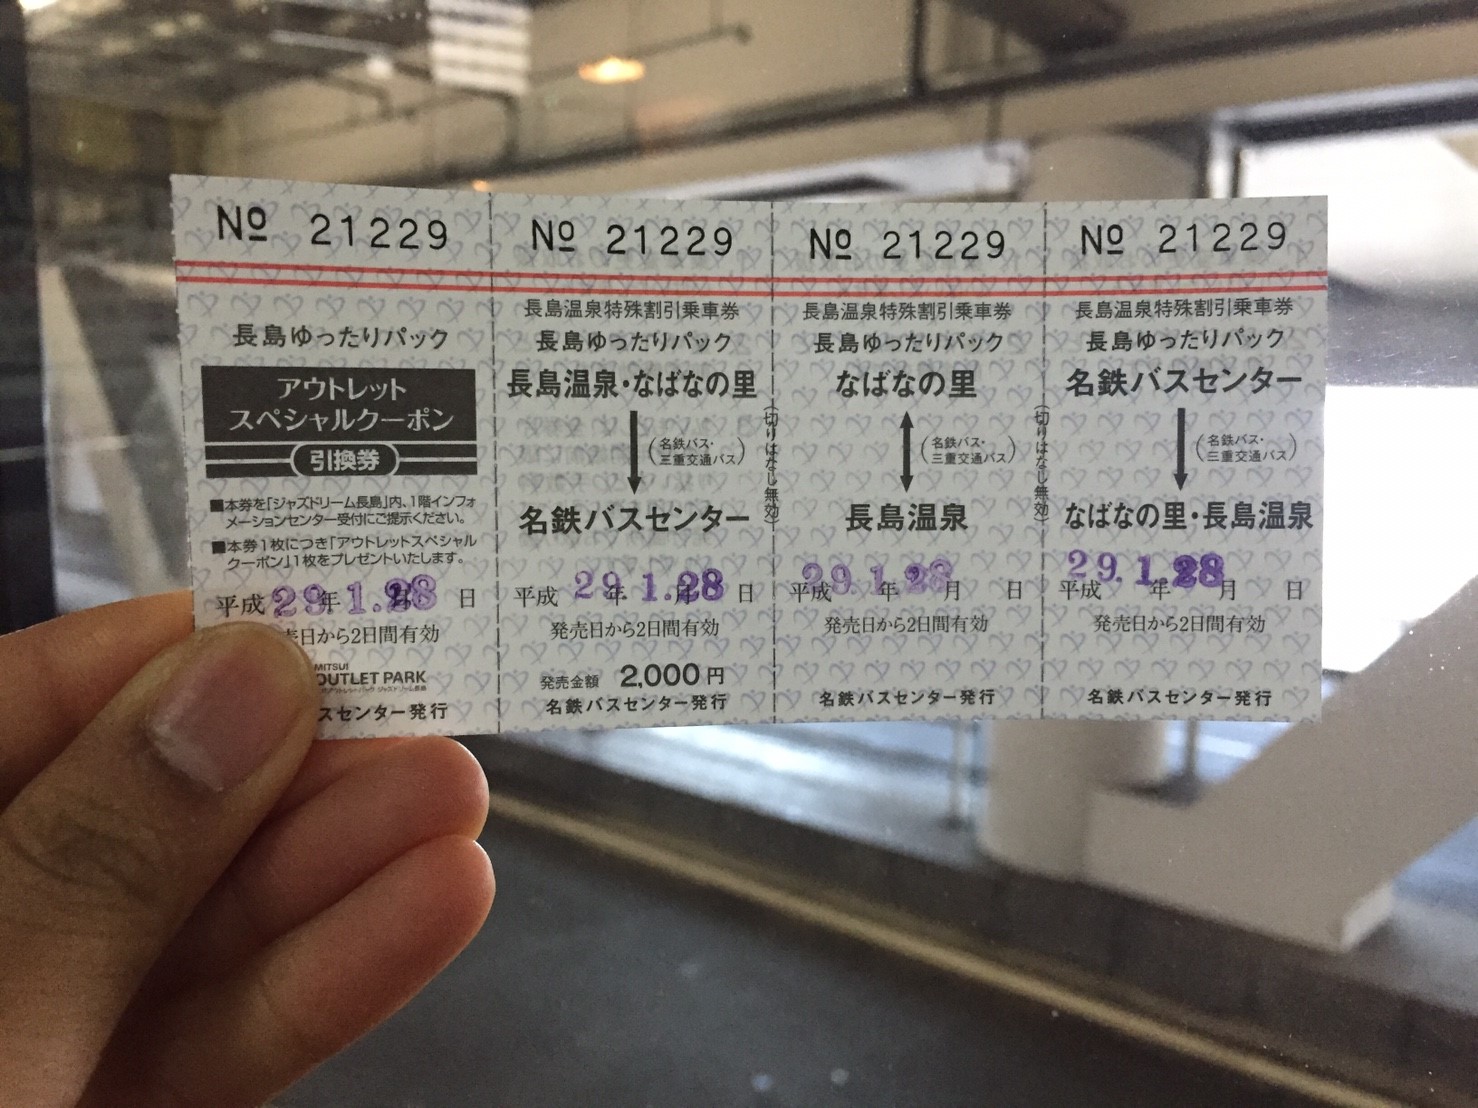 № 21229
長島ゆったりパック
アウトレット
スペシャルクーポン
引換券
■本券を「ジャズドリーム長島」内、1階インフォ
メーションセンター受付にご提示ください。
■本券1枚につき「アウトレットスペシャル
クーポン」1枚をプレゼントいたします。
平成 29年 1.28 日
売日から2日間有効
MITSUI
OUTLET PARK
スセンター発行
№ 21229
長島温泉特殊割引乗車券
長島ゆったりパック
長島温泉・なばなの里
(名鉄バス・
三重交通バス)
名鉄バスセンター
平成 29年 1.月28 日
発売日から2日間有効
発売金額 2,000円
名鉄バスセンター発行
(切りはなし無効)
№ 21229
長島温泉特殊割引乗車券
長島ゆったりパック
なばなの里
(名鉄バス・
三重交通バス)
長島温泉
平成 29.1年28月 日
発売日から2日間有効
名鉄バスセンター発行
(切りはなし無効)
№ 21229
長島温泉特殊割引乗車券
長島ゆったりパック
名鉄バスセンター
(名鉄バス・
三重交通バス)
なばなの里・長島温泉
平成 29.1年28月 日
発売日から2日間有効
名鉄バスセンター発行